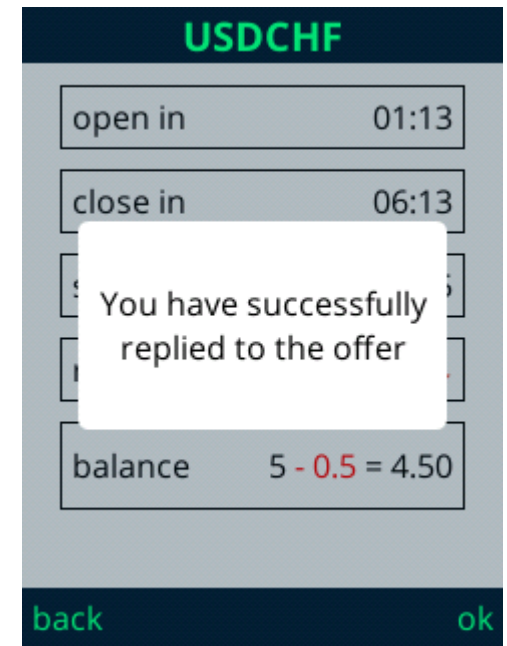 USDCHF
open in 01:13
close in 06:13
You have successfully
replied to the offer
balance 5 - 0.5 = 4.50
back ok